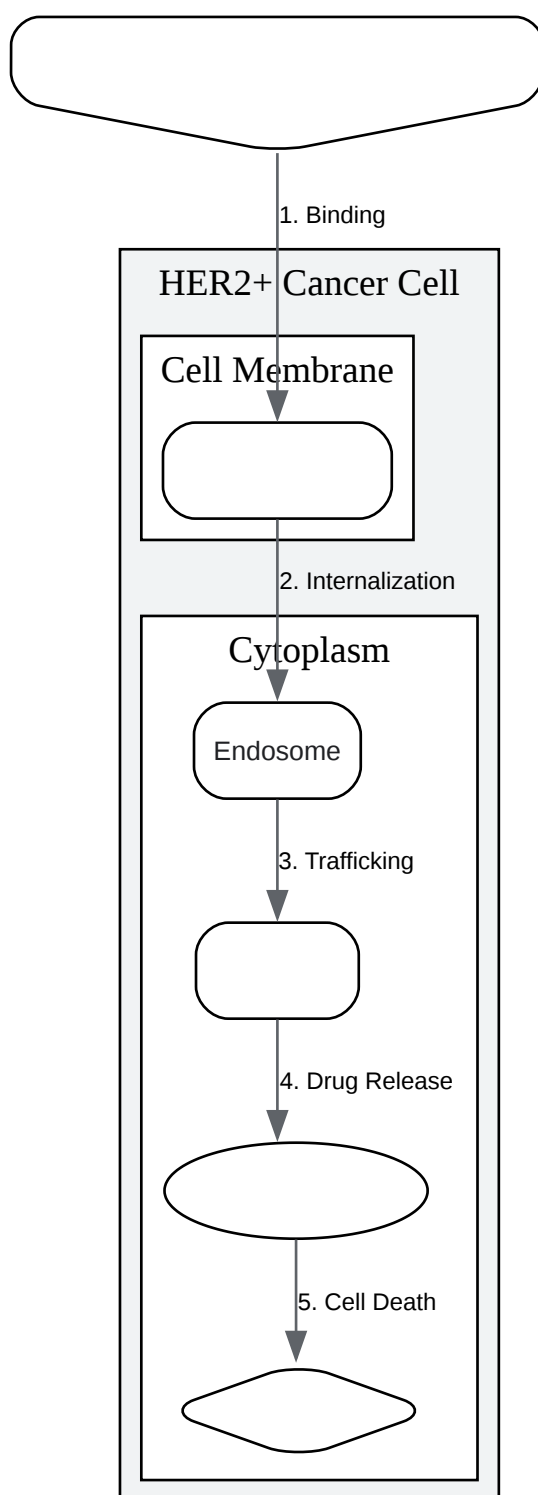 1. Binding
HER2+ Cancer Cell
Cell Membrane
2. Internalization
Cytoplasm
Endosome
3. Trafficking
4. Drug Release
5. Cell Death